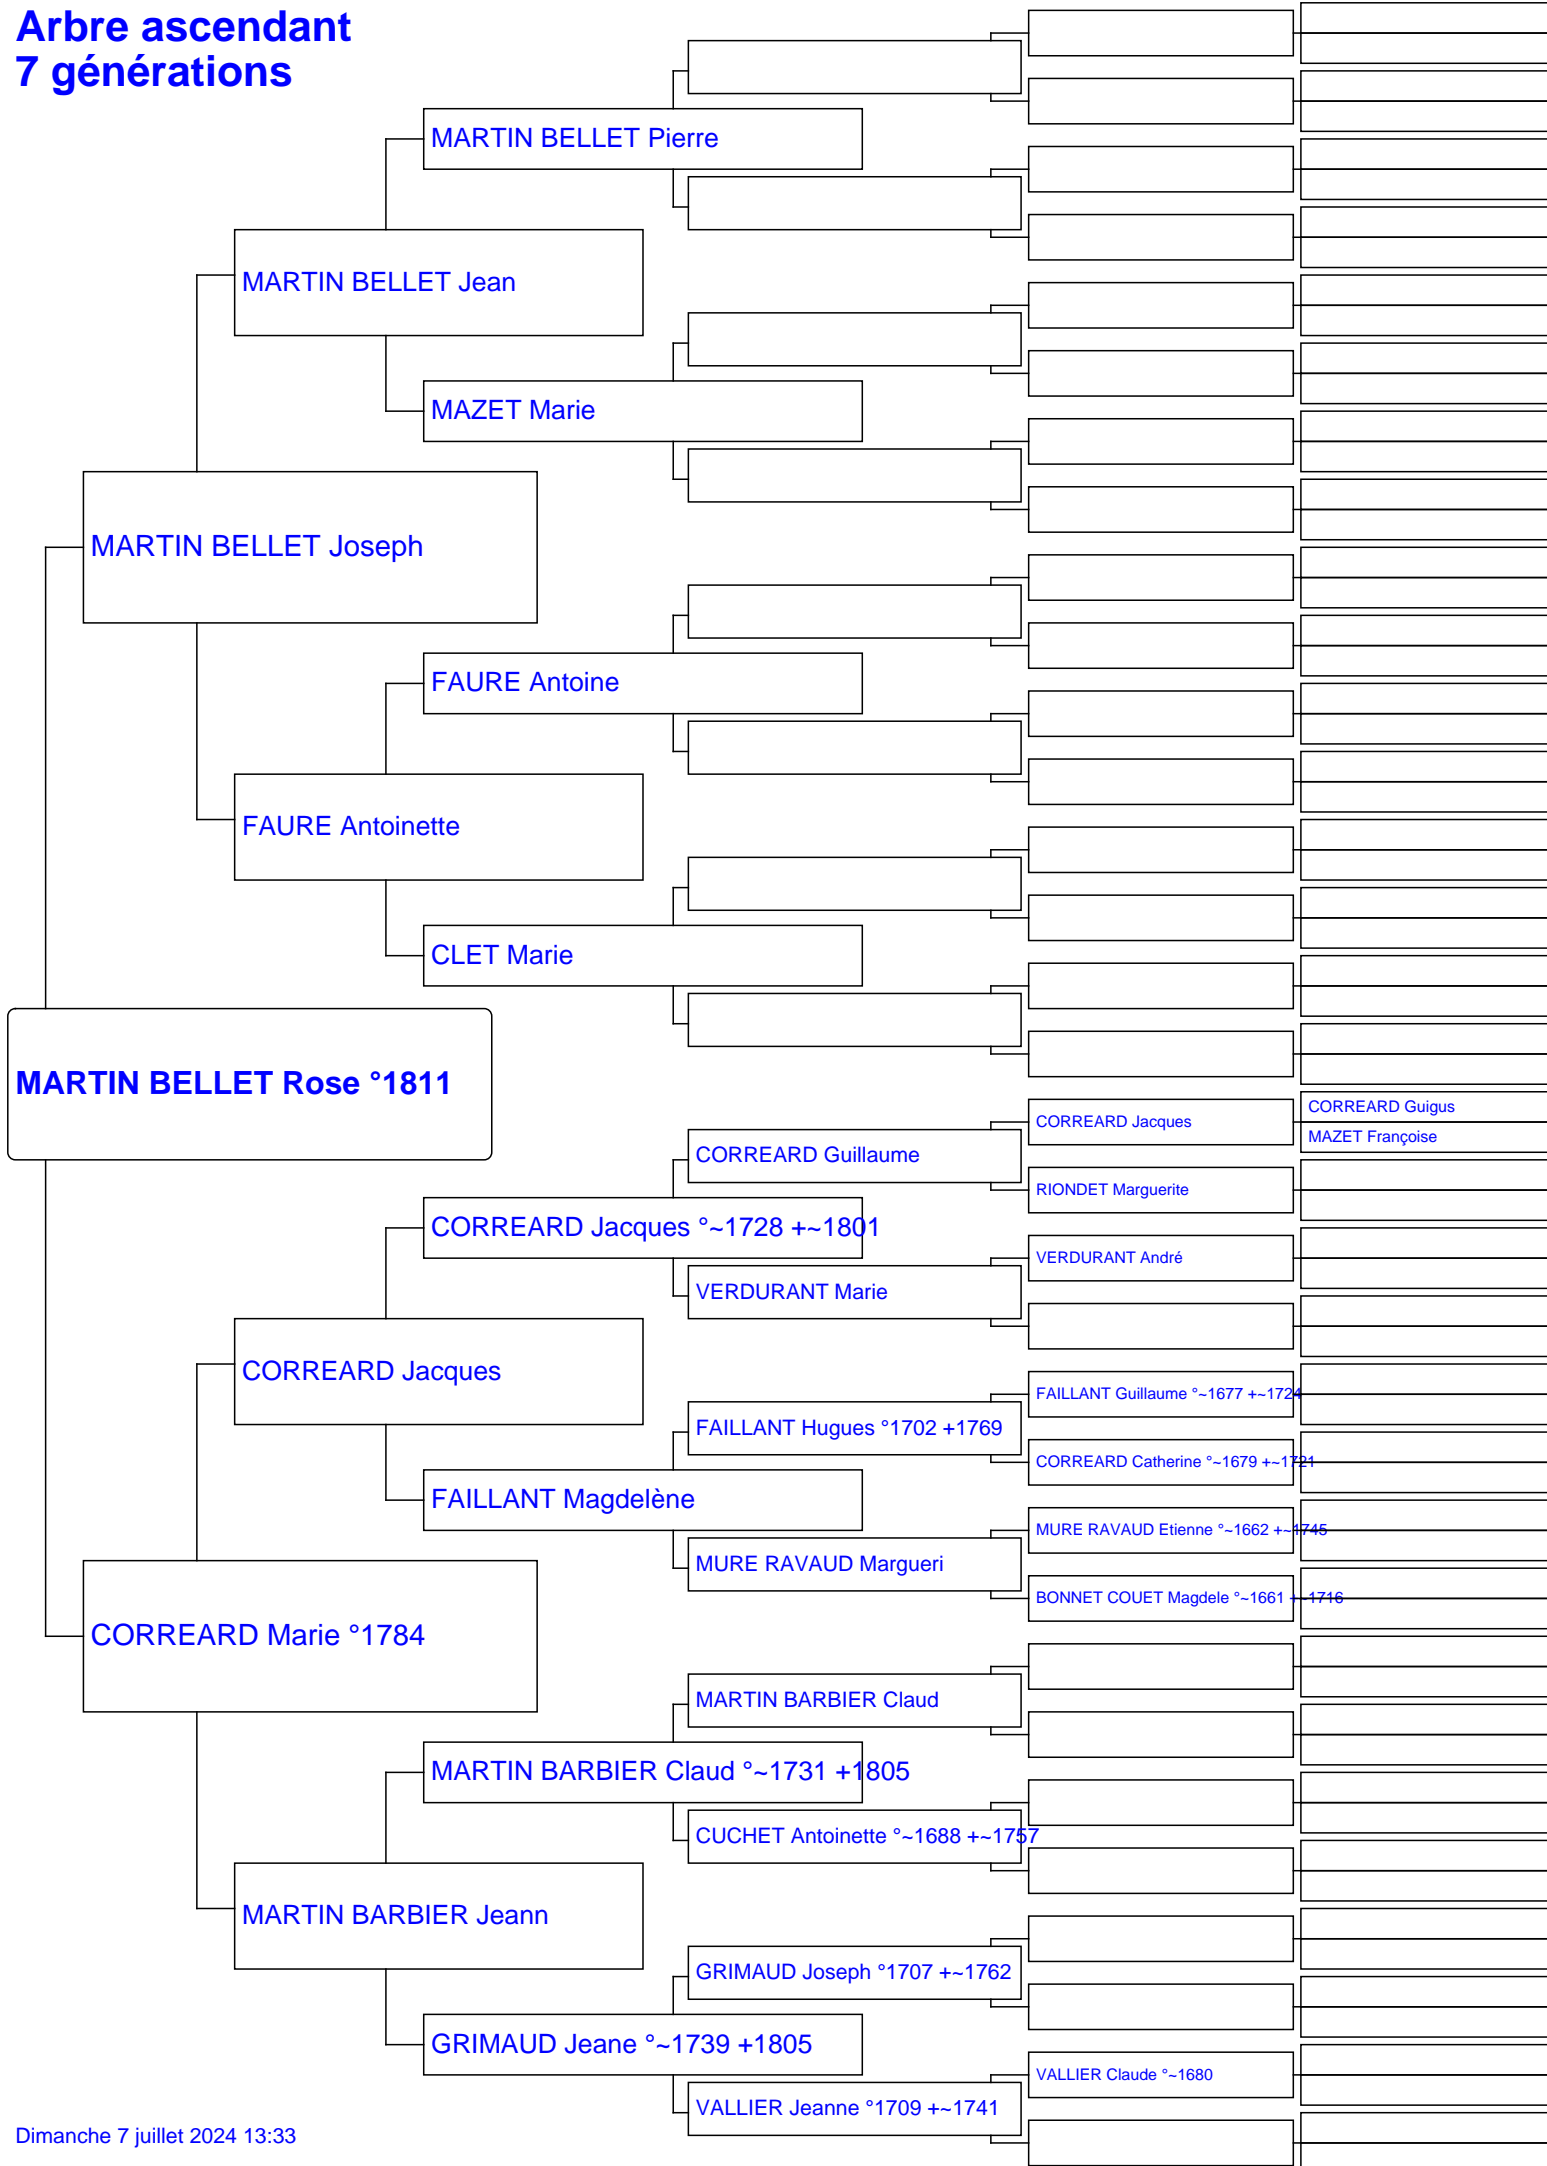 Arbre ascendant
7 générations
MARTIN BELLET Pierre
MARTIN BELLET Jean
MAZET Marie
MARTIN BELLET Joseph
FAURE Antoine
FAURE Antoinette
CLET Marie
MARTIN BELLET Rose °1811
CORREARD Guigus
CORREARD Jacques
MAZET Françoise
CORREARD Guillaume
RIONDET Marguerite
CORREARD Jacques °~1728 +~1801
VERDURANT André
VERDURANT Marie
CORREARD Jacques
FAILLANT Guillaume °~1677 +~1724
FAILLANT Hugues °1702 +1769
CORREARD Catherine °~1679 +~1721
FAILLANT Magdelène
MURE RAVAUD Etienne °~1662 +~1745
MURE RAVAUD Margueri
BONNET COUET Magdele °~1661 +~1716
CORREARD Marie °1784
MARTIN BARBIER Claud
MARTIN BARBIER Claud °~1731 +1805
CUCHET Antoinette °~1688 +~1757
MARTIN BARBIER Jeann
GRIMAUD Joseph °1707 +~1762
GRIMAUD Jeane °~1739 +1805
VALLIER Claude °~1680
VALLIER Jeanne °1709 +~1741
Dimanche 7 juillet 2024 13:33